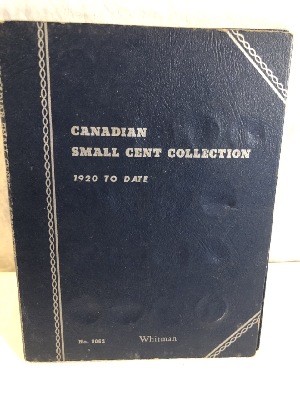 CANADIAN
SMALL CENT COLLECTION
1920 TO DATE
Whitman